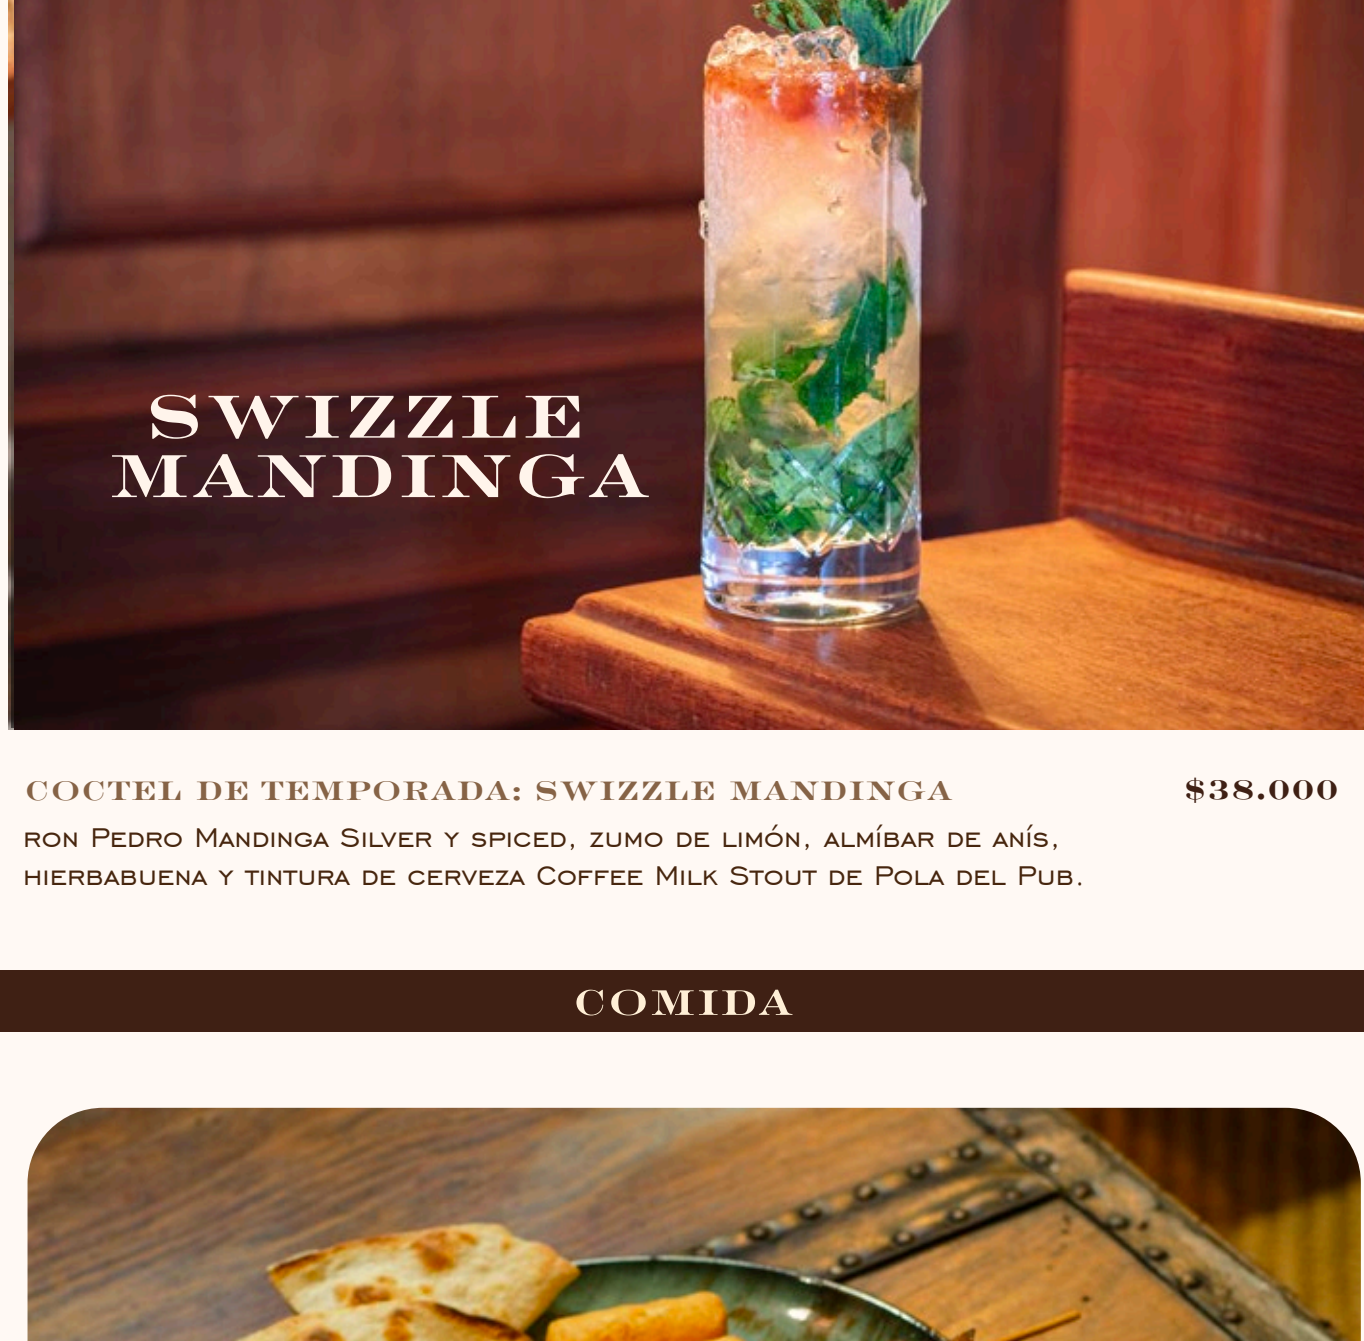 SWIZZLE
MANDINGA
COCTEL DE TEMPORADA: SWIZZLE MANDINGA $38.000
RON PEDRO MANDINGA SILVER Y SPICED, ZUMO DE LIMÓN, ALMÍBAR DE ANÍS,
HIERBABUENA Y TINTURA DE CERVEZA COFFEE MILK STOUT DE POLA DEL PUB.
COMIDA